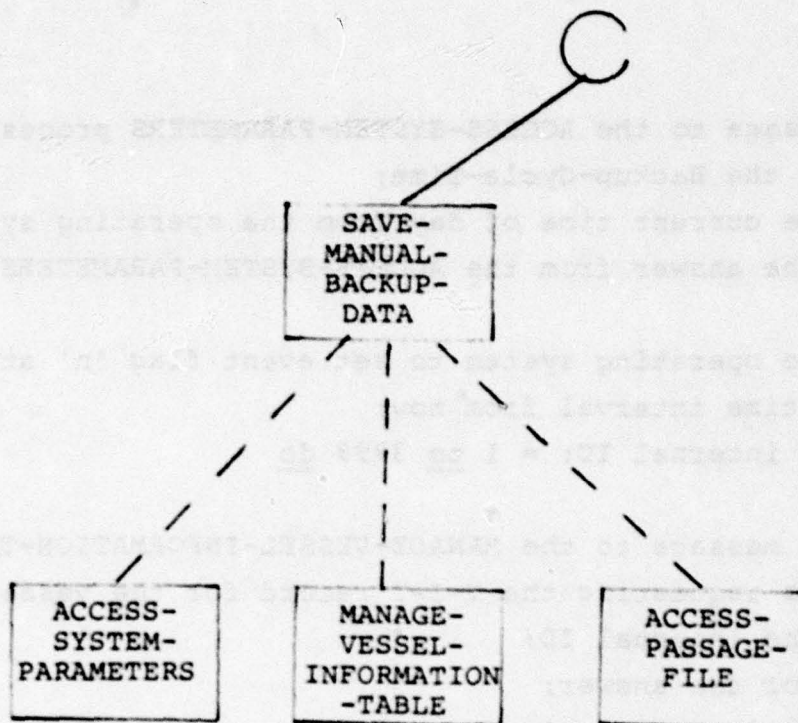 SAVE-
MANUAL-
BACKUP-
DATA
ACCESS-
SYSTEM-
PARAMETERS
MANAGE-
VESSEL-
INFORMATION
-TABLE
ACCESS-
PASSAGE-
FILE